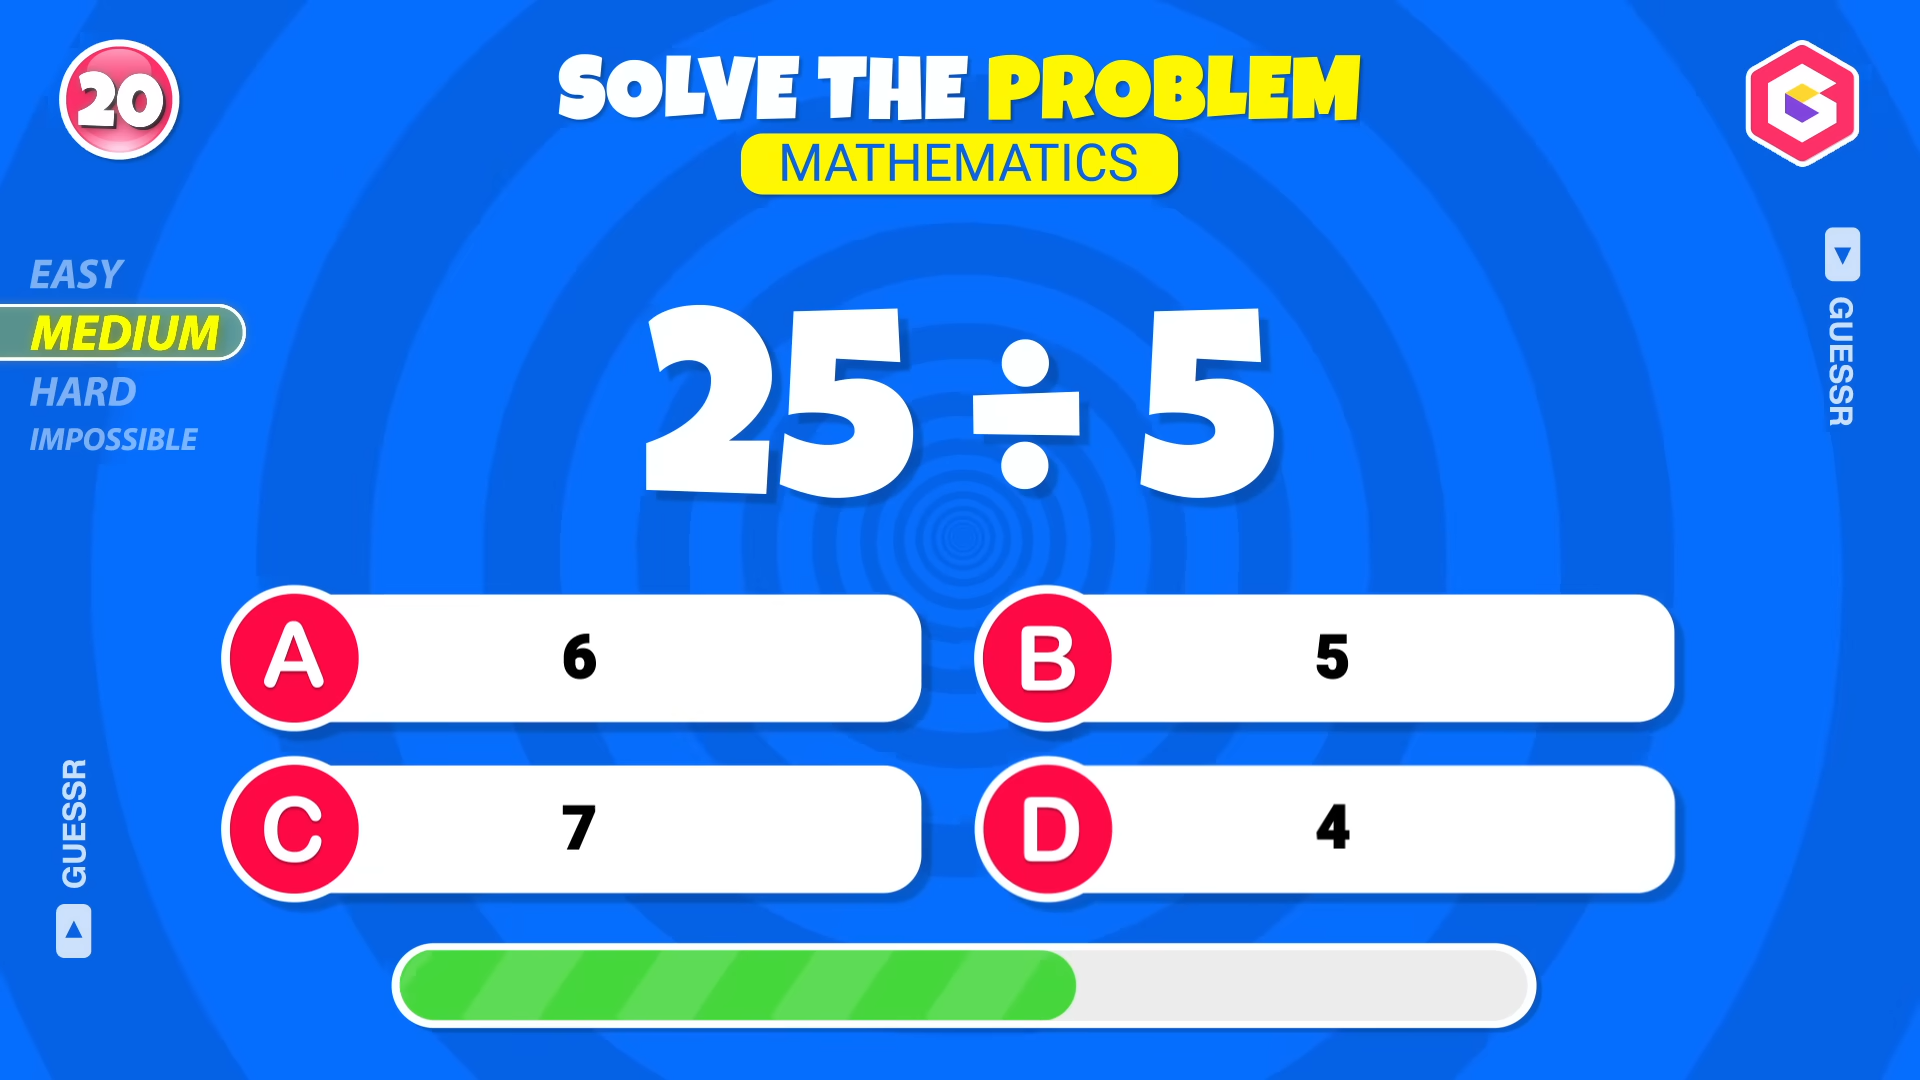 20
SOLVE THE PROBLEM
MATHEMATICS
EASY
MEDIUM
HARD
IMPOSSIBLE
GUESSR
25 ÷ 5
A 6
B 5
C 7
D 4
GUESSR